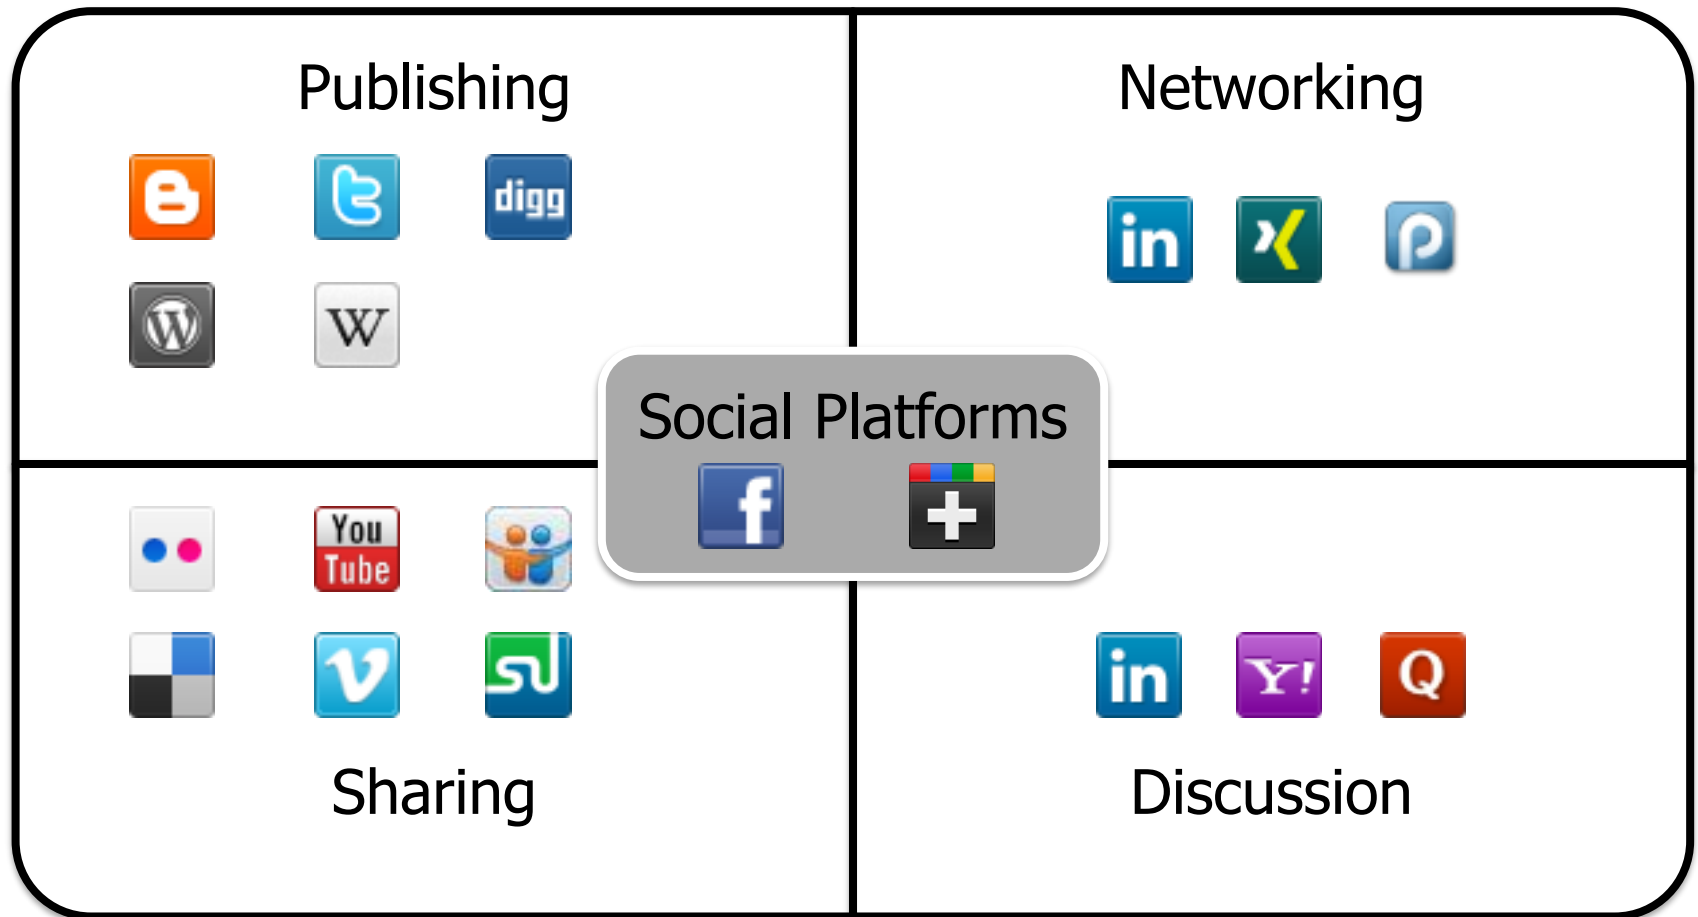 Publishing
Networking
digg
in
W
W
Social Platforms
f
You
Tube
in
Y!
Q
Sharing
Discussion